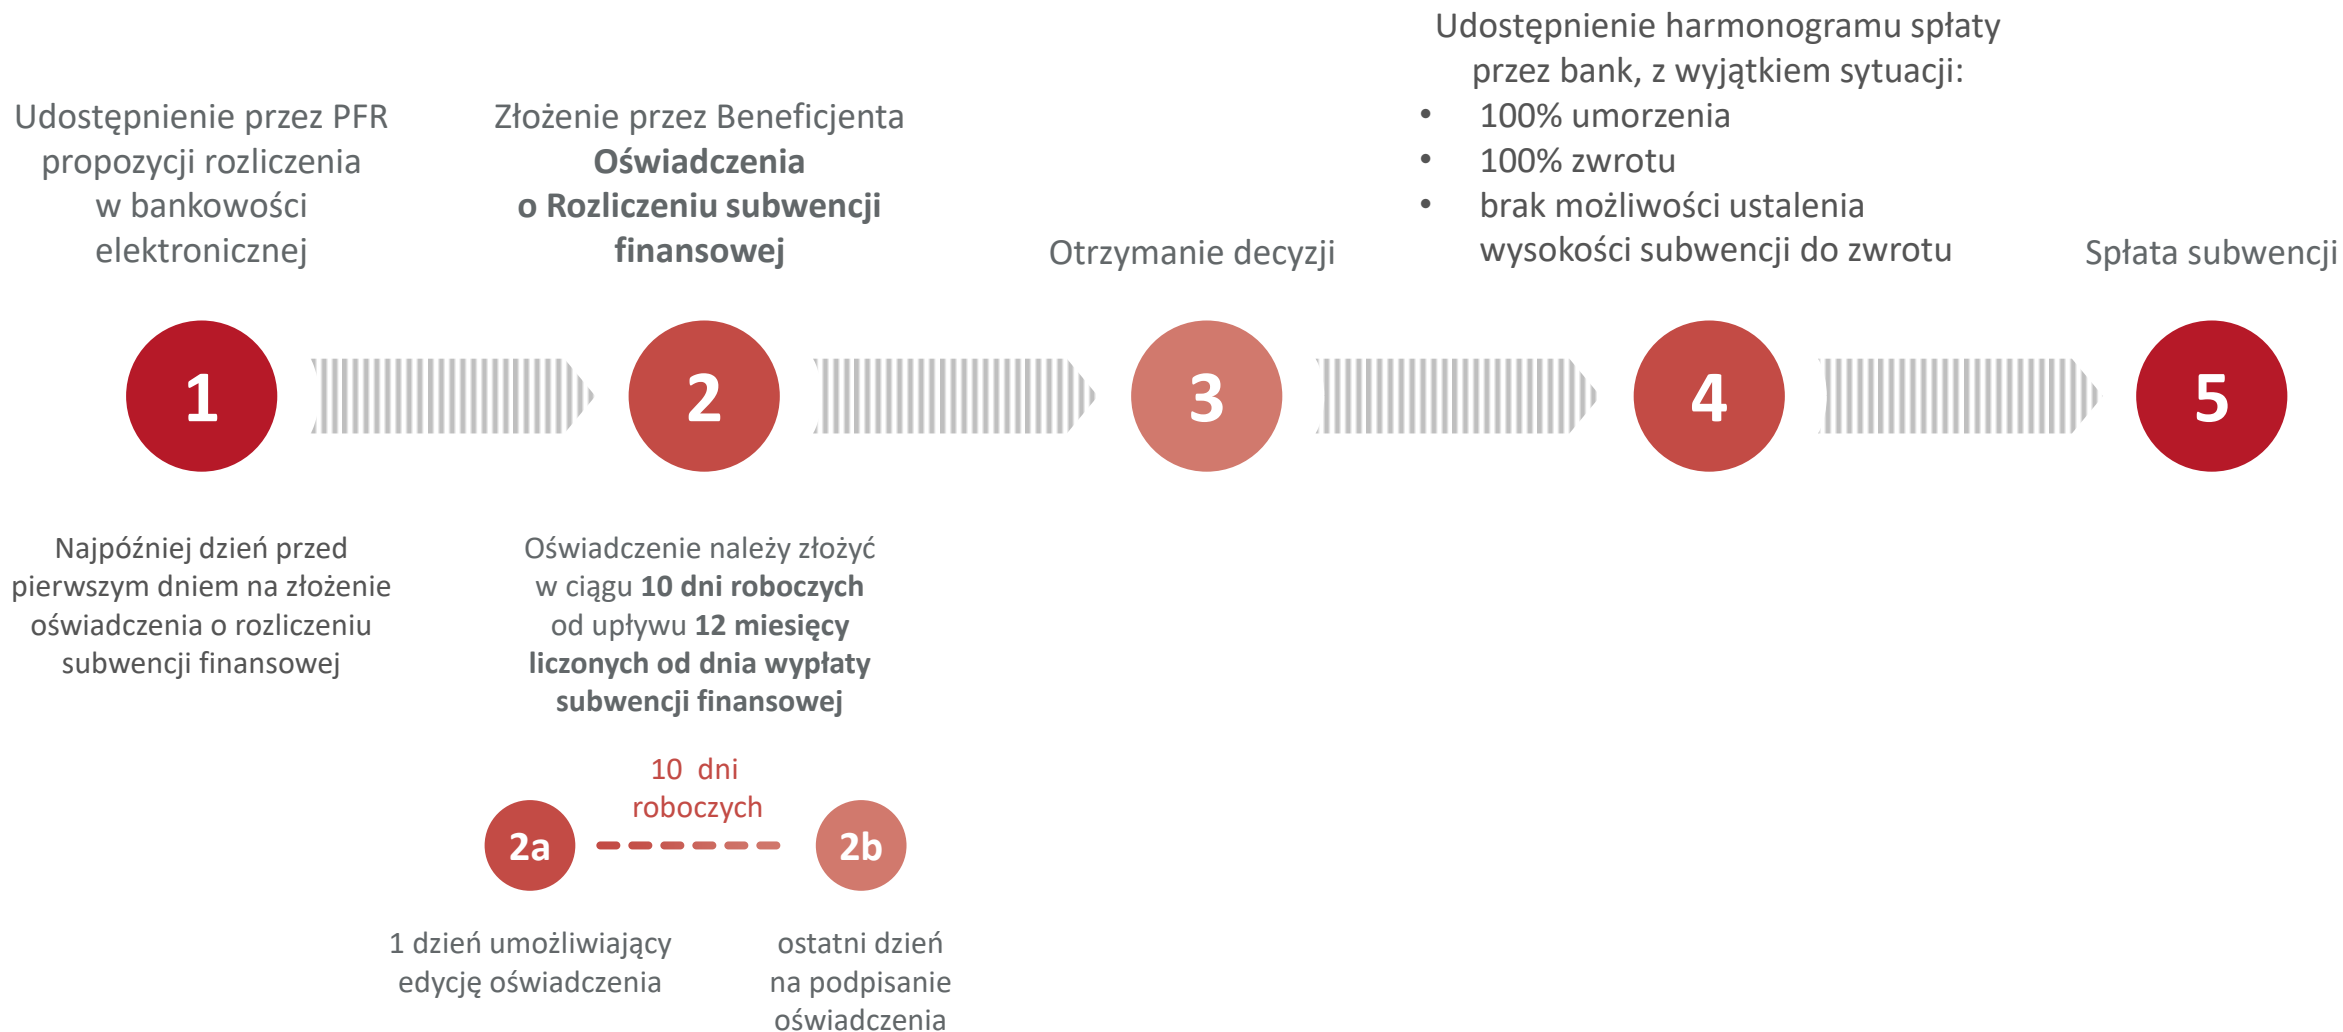 Udostępnienie przez PFR
propozycji rozliczenia
w bankowości
elektronicznej
Złożenie przez Beneficjenta
Oświadczenia
o Rozliczeniu subwencji
finansowej
Otrzymanie decyzji
Udostępnienie harmonogramu spłaty
przez bank, z wyjątkiem sytuacji:
• 100% umorzenia
• 100% zwrotu
• brak możliwości ustalenia
wysokości subwencji do zwrotu
Spłata subwencji
1
2
3
4
5
Najpóźniej dzień przed
pierwszym dniem na złożenie
oświadczenia o rozliczeniu
subwencji finansowej
Oświadczenie należy złożyć
w ciągu 10 dni roboczych
od upływu 12 miesięcy
liczonych od dnia wypłaty
subwencji finansowej
10 dni
roboczych
2a
2b
1 dzień umożliwiający
edycję oświadczenia
ostatni dzień
na podpisanie
oświadczenia